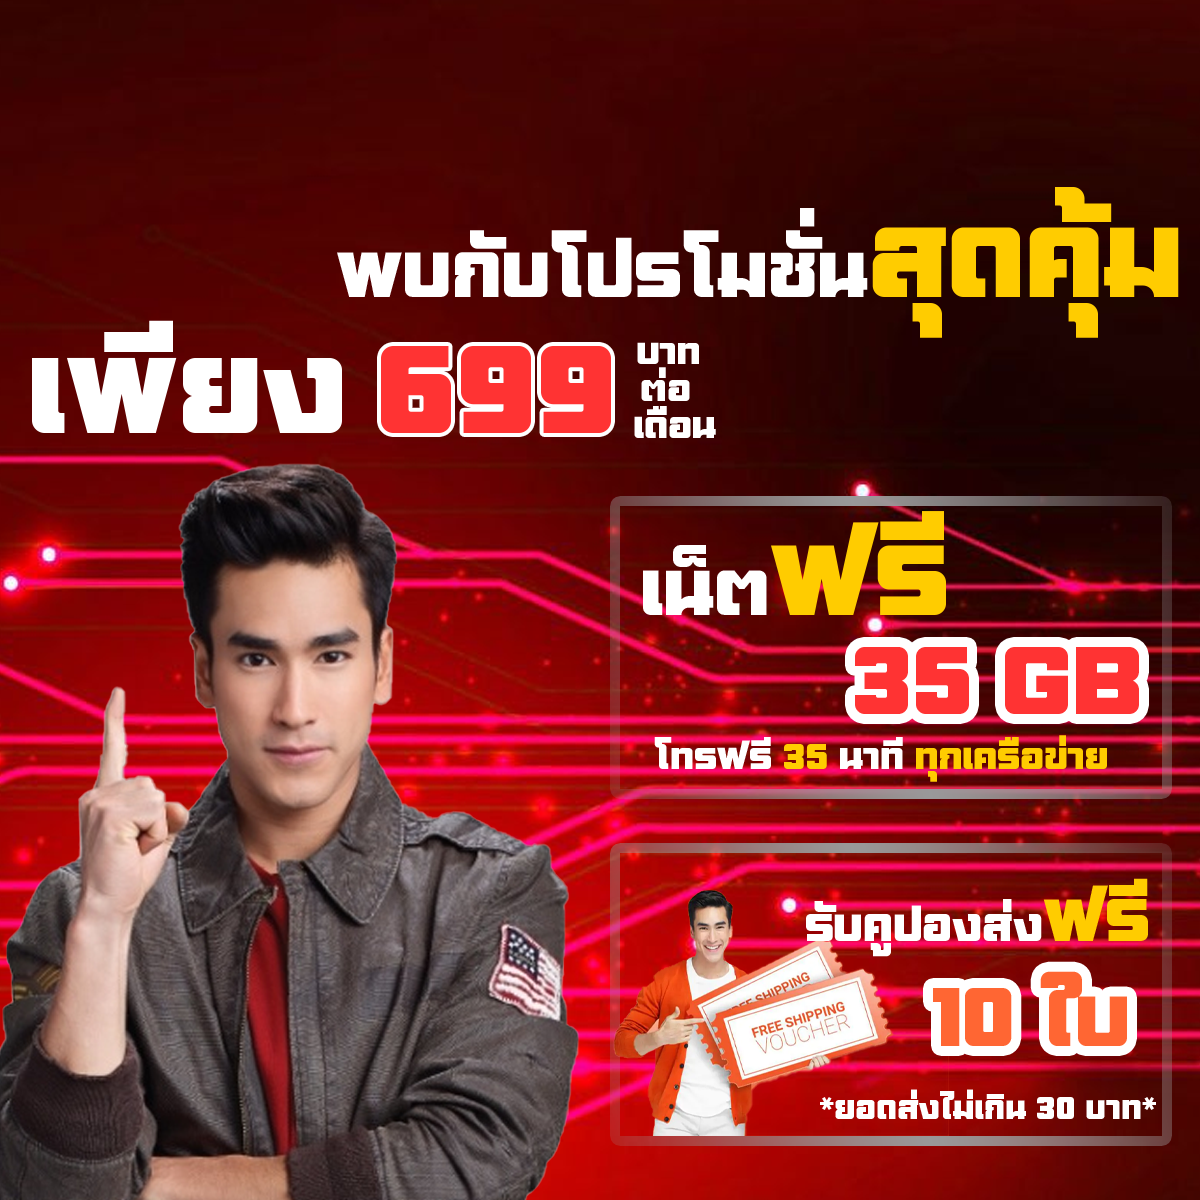 พบกับโปรโมชั่นสุดคุ้ม
เพียง 699 บาท
ต่อ
เดือน
เน็ตฟรี
35 GB
โทรฟรี 35 นาที ทุกเครือข่าย
รับคูปองส่งฟรี
10 ใบ
FREE SHIPPING
FREE SHIPPING
VOUCHER
*ยอดส่งไม่เกิน 30 บาท*